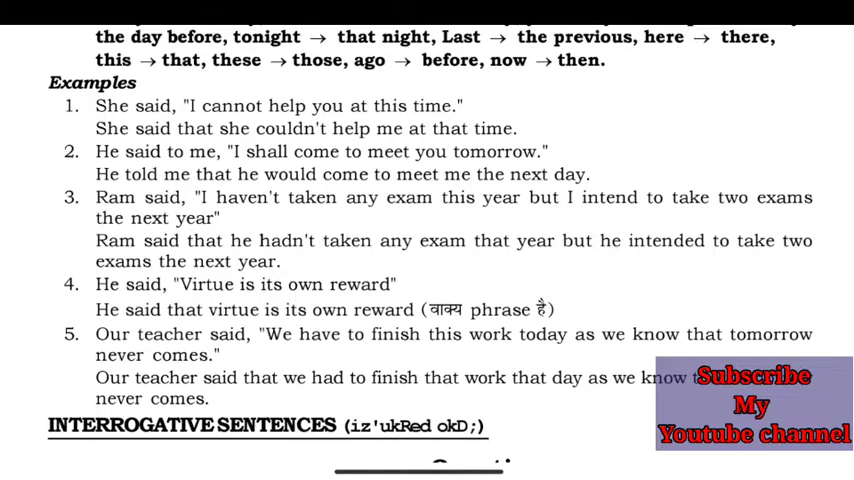 the day before, tonight → that night, Last → the previous, here → there,
this → that, these → those, ago → before, now → then.
Examples
1. She said, "I cannot help you at this time."
She said that she couldn't help me at that time.
2. He said to me, "I shall come to meet you tomorrow."
He told me that he would come to meet me the next day.
3. Ram said, "I haven't taken any exam this year but I intend to take two exams
the next year"
Ram said that he hadn't taken any exam that year but he intended to take two
exams the next year.
4. He said, "Virtue is its own reward"
He said that virtue is its own reward (वाक्य phrase है)
5. Our teacher said, "We have to finish this work today as we know that tomorrow
never comes."
Our teacher said that we had to finish that work that day as we know
never comes.
Subscribe
My
Youtube channel
INTERROGATIVE SENTENCES (iz'ukRed okD;)